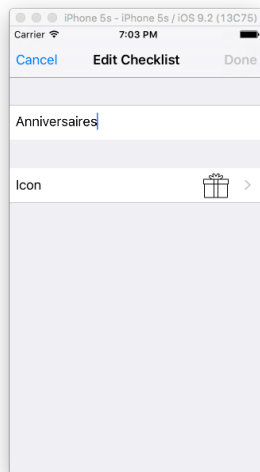 iPhone 5s - iPhone 5s / iOS 9.2 (13C75)
Carrier 7:03 PM
Cancel Edit Checklist Done
Anniversaires
Icon